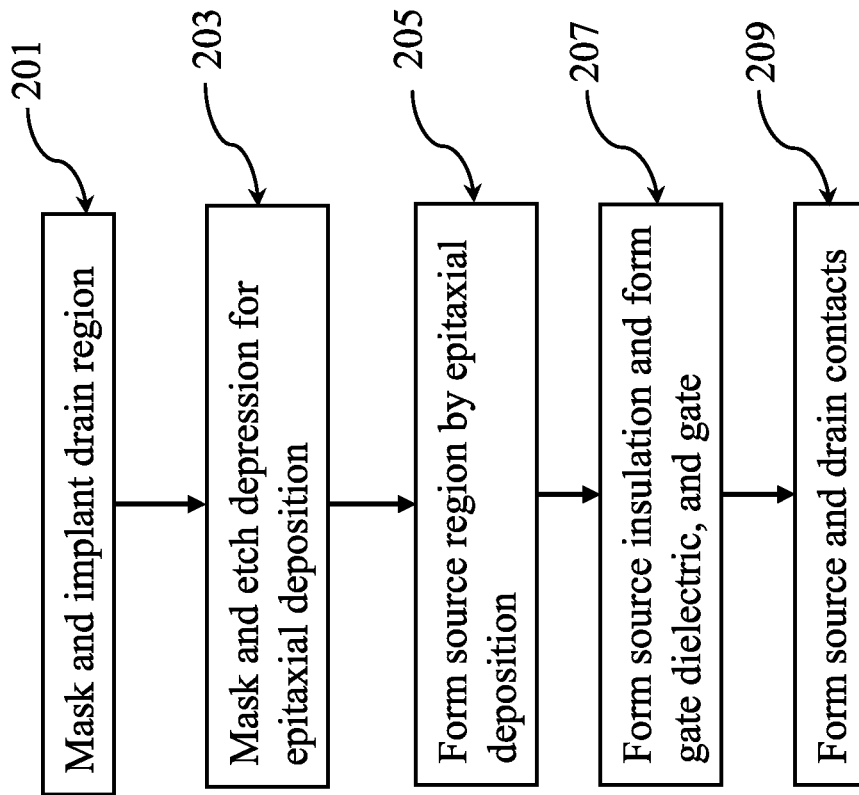 Mask and implant drain region
201
Mask and etch depression for
epitaxial deposition
203
Form source region by epitaxial
deposition
205
Form source insulation and form
gate dielectric, and gate
207
Form source and drain contacts
209